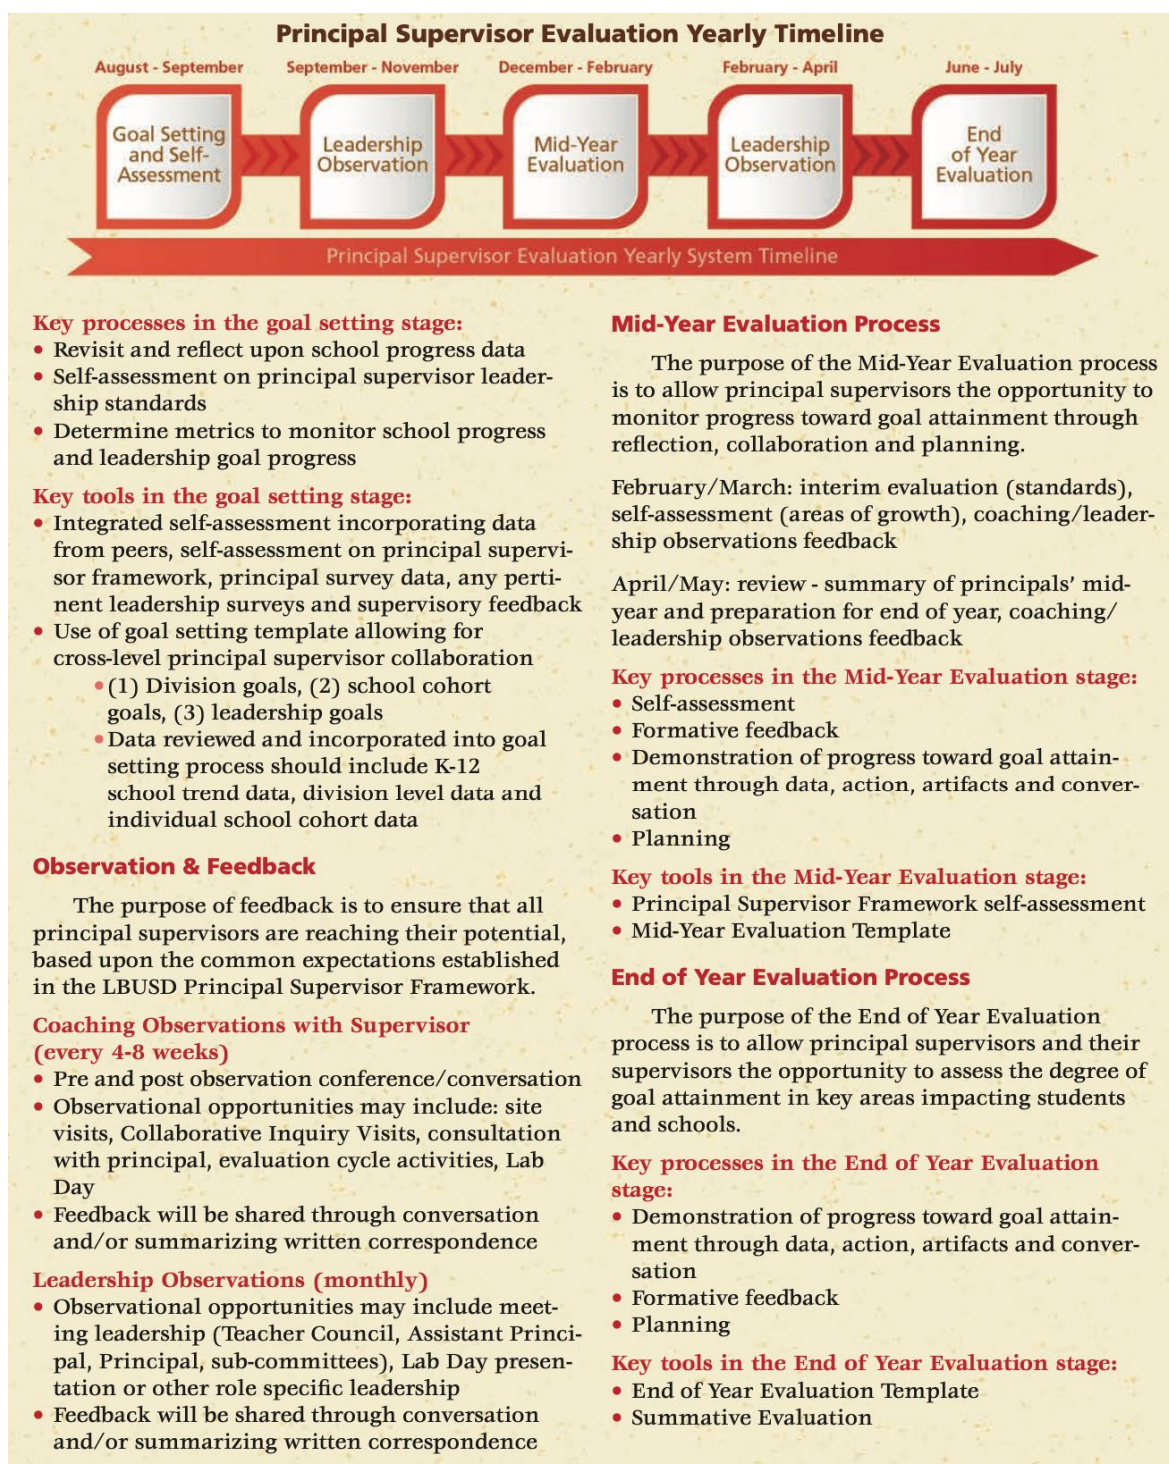 Principal Supervisor Evaluation Yearly Timeline
August - September
September - November
December - February
February - April
June - July
Goal Setting
and Self-
Assessment
Leadership
Observation
Mid-Year
Evaluation
Leadership
Observation
End
of Year
Evaluation
Principal Supervisor Evaluation Yearly System Timeline
Key processes in the goal setting stage:
• Revisit and reflect upon school progress data
• Self-assessment on principal supervisor leader-
ship standards
• Determine metrics to monitor school progress
and leadership goal progress
Key tools in the goal setting stage:
• Integrated self-assessment incorporating data
from peers, self-assessment on principal supervi-
sor framework, principal survey data, any perti-
nent leadership surveys and supervisory feedback
• Use of goal setting template allowing for
cross-level principal supervisor collaboration
• (1) Division goals, (2) school cohort
goals, (3) leadership goals
• Data reviewed and incorporated into goal
setting process should include K-12
school trend data, division level data and
individual school cohort data
Observation & Feedback
The purpose of feedback is to ensure that all
principal supervisors are reaching their potential,
based upon the common expectations established
in the LBUSD Principal Supervisor Framework.
Coaching Observations with Supervisor
(every 4-8 weeks)
• Pre and post observation conference/conversation
• Observational opportunities may include: site
visits, Collaborative Inquiry Visits, consultation
with principal, evaluation cycle activities, Lab
Day
• Feedback will be shared through conversation
and/or summarizing written correspondence
Leadership Observations (monthly)
• Observational opportunities may include meet-
ing leadership (Teacher Council, Assistant Princi-
pal, Principal, sub-committees), Lab Day presen-
tation or other role specific leadership
• Feedback will be shared through conversation
and/or summarizing written correspondence
Mid-Year Evaluation Process
The purpose of the Mid-Year Evaluation process
is to allow principal supervisors the opportunity to
monitor progress toward goal attainment through
reflection, collaboration and planning.
February/March: interim evaluation (standards),
self-assessment (areas of growth), coaching/leader-
ship observations feedback
April/May: review - summary of principals' mid-
year and preparation for end of year, coaching/
leadership observations feedback
Key processes in the Mid-Year Evaluation stage:
• Self-assessment
• Formative feedback
• Demonstration of progress toward goal attain-
ment through data, action, artifacts and conver-
sation
• Planning
Key tools in the Mid-Year Evaluation stage:
• Principal Supervisor Framework self-assessment
• Mid-Year Evaluation Template
End of Year Evaluation Process
The purpose of the End of Year Evaluation
process is to allow principal supervisors and their
supervisors the opportunity to assess the degree of
goal attainment in key areas impacting students
and schools.
Key processes in the End of Year Evaluation
stage:
• Demonstration of progress toward goal attain-
ment through data, action, artifacts and conver-
sation
• Formative feedback
• Planning
Key tools in the End of Year Evaluation stage:
• End of Year Evaluation Template
• Summative Evaluation